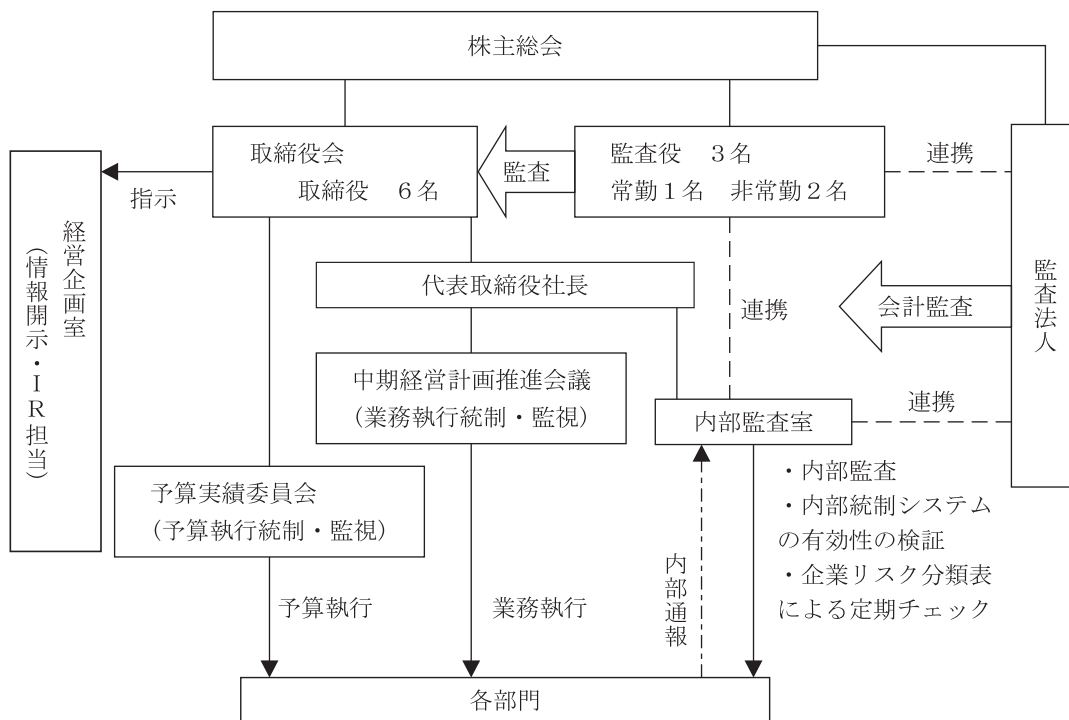 株主総会
取締役会
取締役 6名
監査
監査役 3名
常勤1名 非常勤2名
連携
指示
経営企画室
（情報開示・IR担当）
代表取締役社長
連携
会計監査
監査法人
中期経営計画推進会議
（業務執行統制・監視）
内部監査室
連携
予算実績委員会
（予算執行統制・監視）
・内部監査
・内部統制システム
の有効性の検証
・企業リスク分類表
による定期チェック
予算執行
業務執行
内部通報
各部門